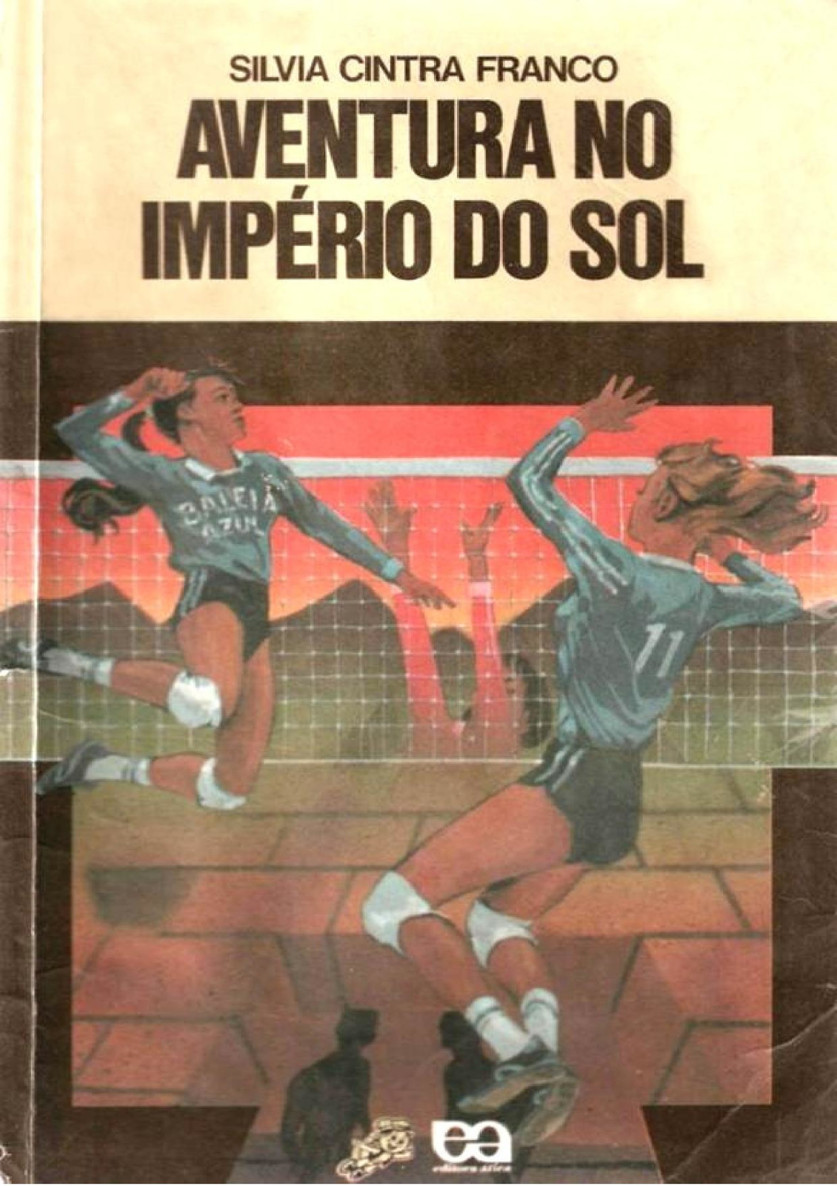 SILVIA CINTRA FRANCO
AVENTURA NO
IMPÉRIO DO SOL
BALEIA
AZUL
11
ea
editora ática